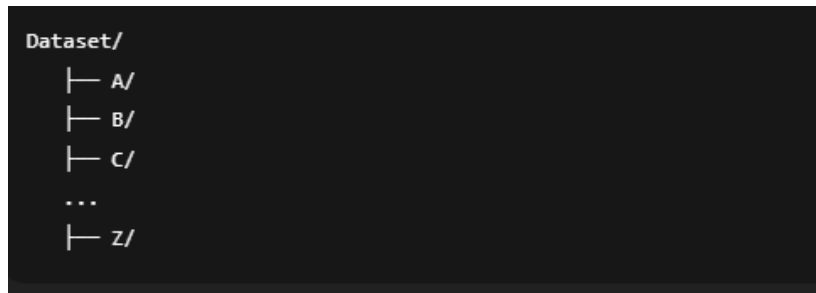 Dataset/
├── A/
├── B/
├── C/
...
├── Z/